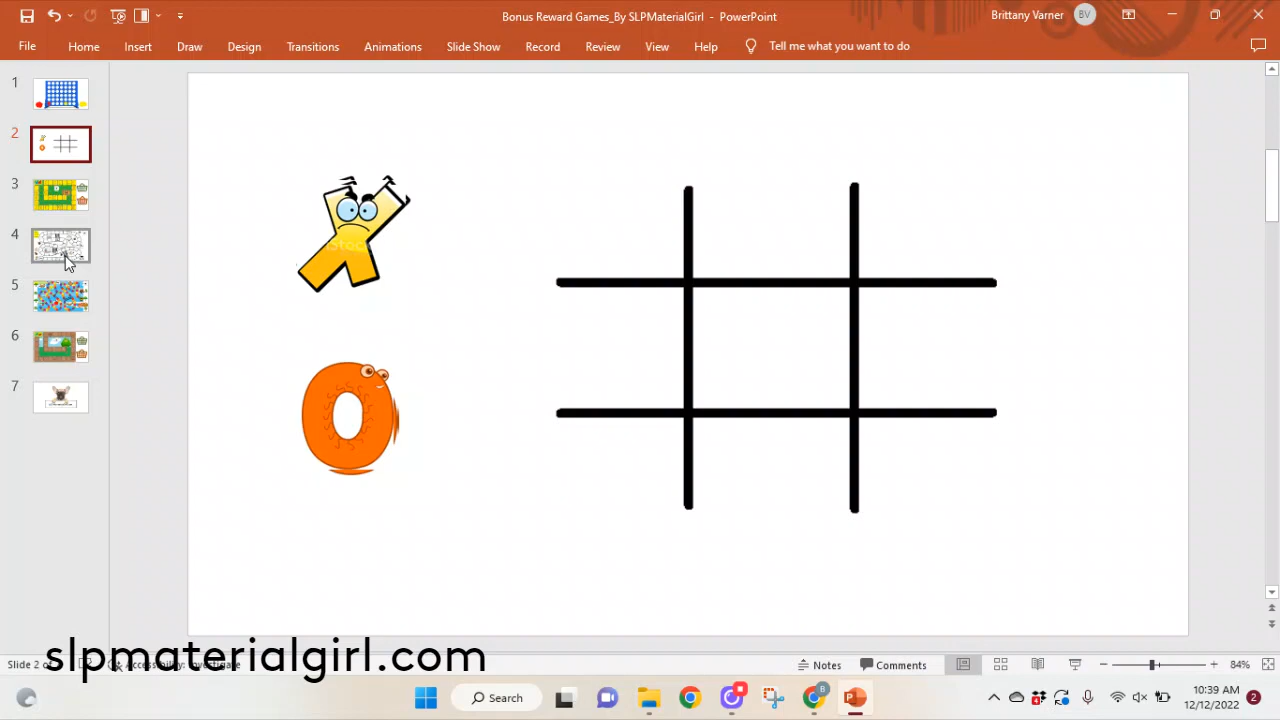 Bonus Reward Games_By SLPMaterialGirl - PowerPoint
Brittany Varner
BV
File
Home
Insert
Draw
Design
Transitions
Animations
Slide Show
Record
Review
View
Help
Tell me what you want to do
1
2
3
4
5
6
7
O
slpmaterialgirl.com
Slide 2 of
Notes
Comments
84%
Search
10:39 AM
12/12/2022
2